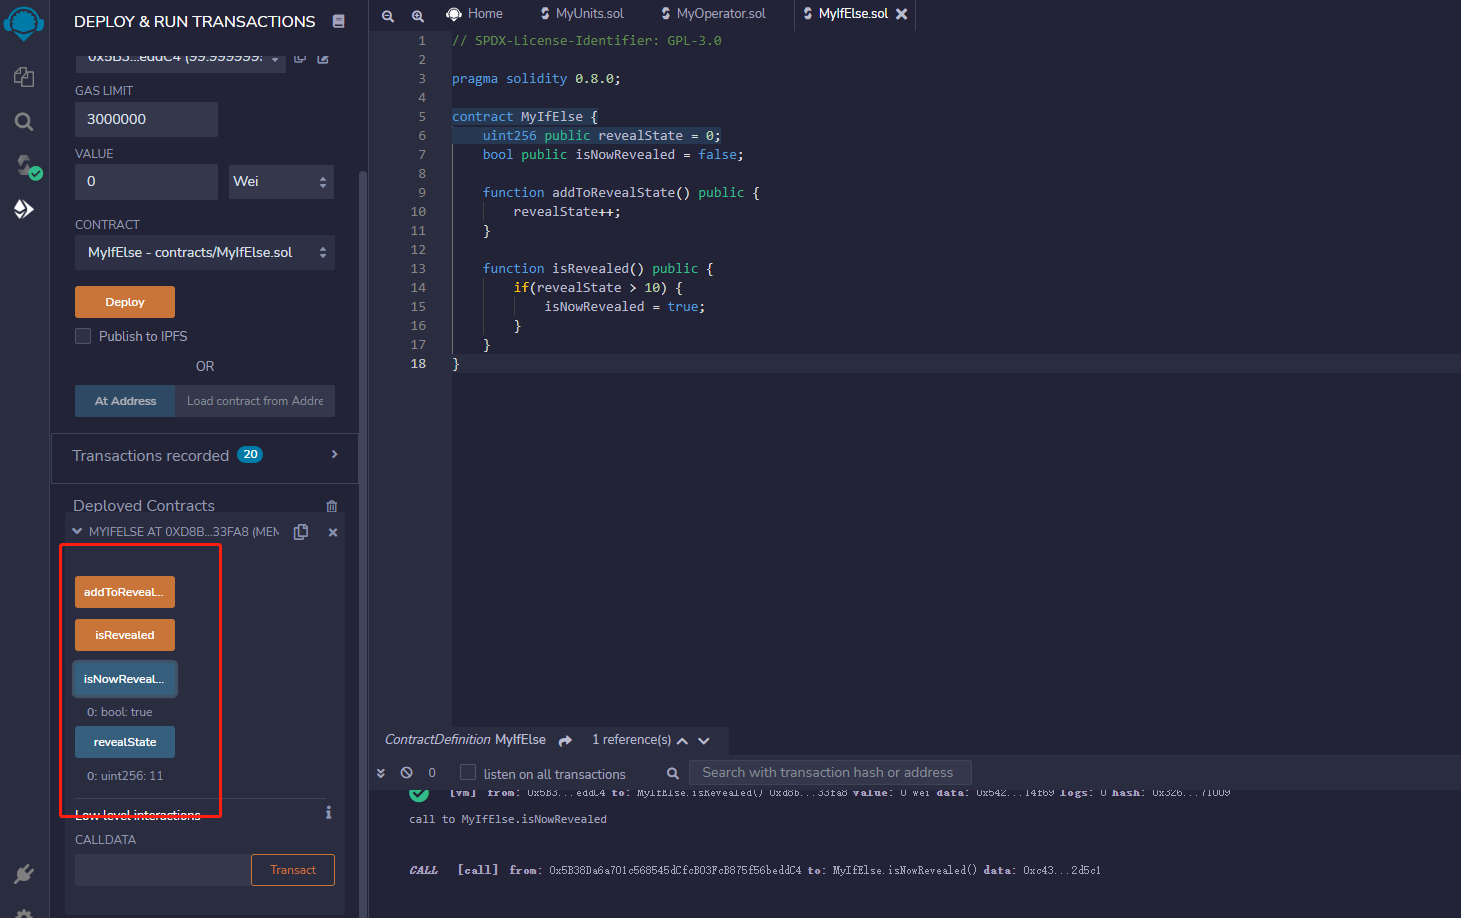 DEPLOY & RUN TRANSACTIONS
0x5B3...eddC4 (99.999999
GAS LIMIT
3000000
VALUE
0
Wei
CONTRACT
MyIfElse - contracts/MyIfElse.sol
Deploy
Publish to IPFS
OR
At Address
Load contract from Addre
Transactions recorded 20
Deployed Contracts
MYIFELSE AT 0XD8B...33FA8 (MEM
addToReveal...
isRevealed
isNowReveal...
0: bool: true
revealState
0: uint256: 11
Low level interactions
CALLDATA
Transact
Home
MyUnits.sol
MyOperator.sol
MyIfElse.sol
1 // SPDX-License-Identifier: GPL-3.0
2
3 pragma solidity 0.8.0;
4
5 contract MyIfElse {
6 uint256 public revealState = 0;
7 bool public isNowRevealed = false;
8
9 function addToRevealState() public {
10 revealState++;
11 }
12
13 function isRevealed() public {
14 if(revealState > 10) {
15 isNowRevealed = true;
16 }
17 }
18 }
ContractDefinition MyIfElse 1 reference(s)
0 listen on all transactions
Search with transaction hash or address
[vm] from: 0x5B3...eddC4 to: MyIfElse.isRevealed() 0xd8b...33fa8 value: 0 wei data: 0x542...14f69 logs: 0 hash: 0x326...71009
call to MyIfElse.isNowRevealed
CALL [call] from: 0x5B38Da6a701c568545dCfcB03FcB875f56beddC4 to: MyIfElse.isNowRevealed() data: 0xc43...2d5c1